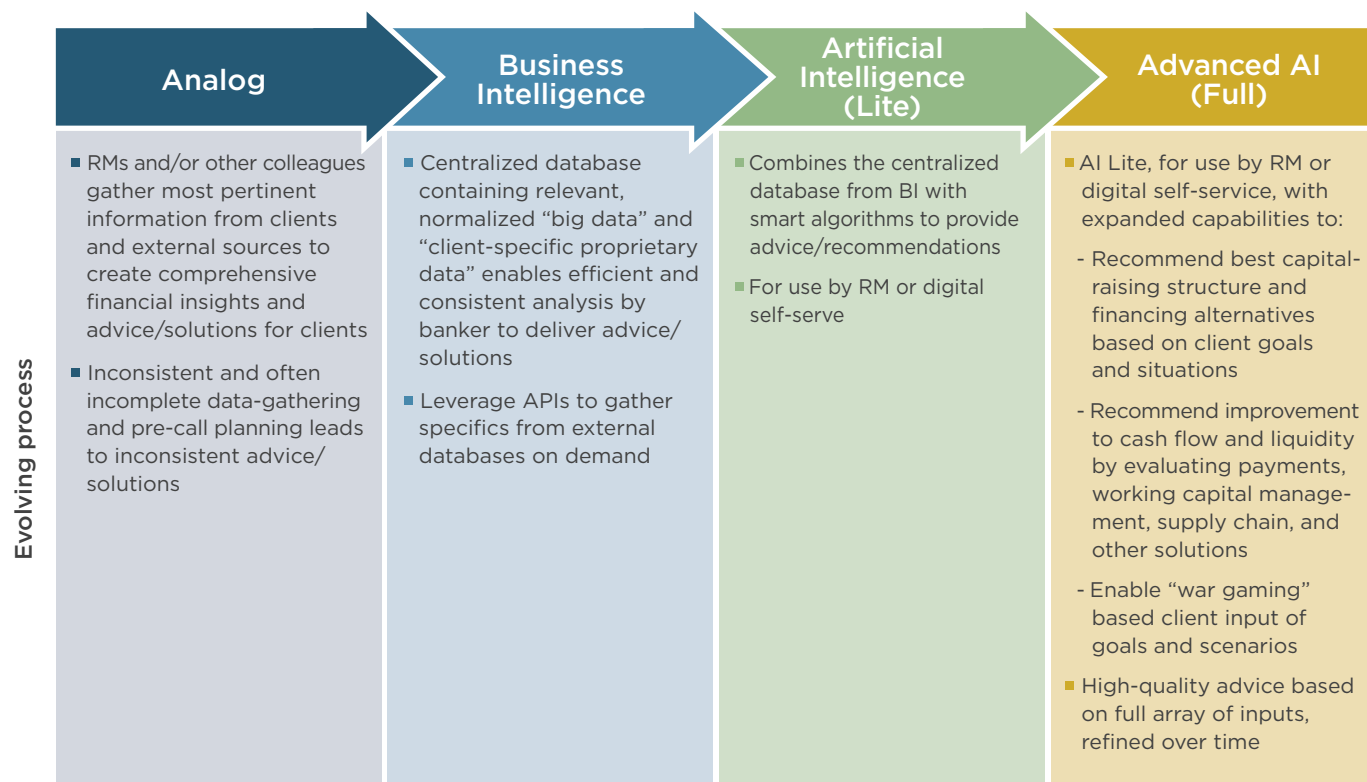 Analog
Business
Intelligence
Artificial
Intelligence
(Lite)
Advanced AI
(Full)
Evolving process
▪ RMs and/or other colleagues
gather most pertinent
information from clients
and external sources to
create comprehensive
financial insights and
advice/solutions for clients
▪ Inconsistent and often
incomplete data-gathering
and pre-call planning leads
to inconsistent advice/
solutions
▪ Centralized database
containing relevant,
normalized “big data” and
“client-specific proprietary
data” enables efficient and
consistent analysis by
banker to deliver advice/
solutions
▪ Leverage APIs to gather
specifics from external
databases on demand
▪ Combines the centralized
database from BI with
smart algorithms to provide
advice/recommendations
▪ For use by RM or digital
self-serve
▪ AI Lite, for use by RM or
digital self-service, with
expanded capabilities to:
- Recommend best capital-
raising structure and
financing alternatives
based on client goals
and situations
- Recommend improvement
to cash flow and liquidity
by evaluating payments,
working capital manage-
ment, supply chain, and
other solutions
- Enable “war gaming”
based client input of
goals and scenarios
▪ High-quality advice based
on full array of inputs,
refined over time